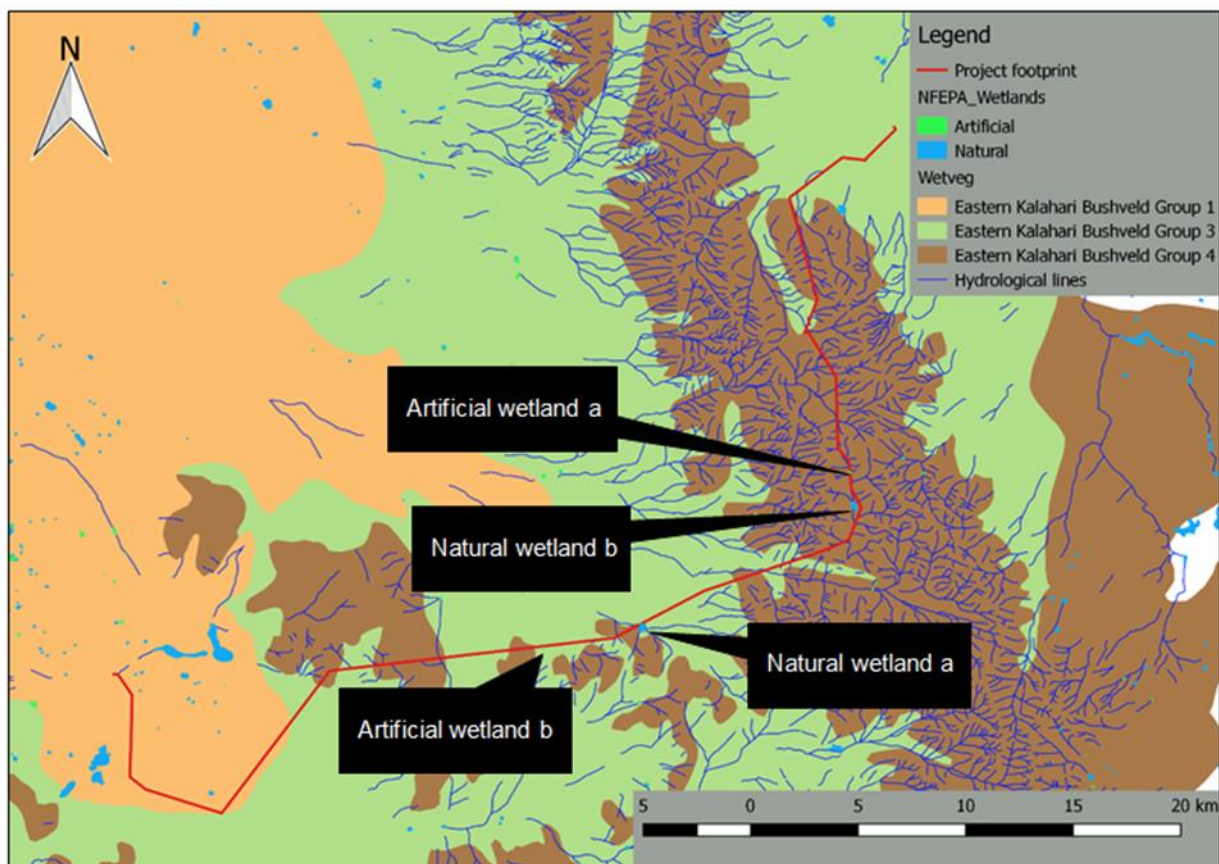 N
Legend
Project footprint
NFEPA_Wetlands
Artificial
Natural
Wetveg
Eastern Kalahari Bushveld Group 1
Eastern Kalahari Bushveld Group 3
Eastern Kalahari Bushveld Group 4
Hydrological lines
Artificial wetland a
Natural wetland b
Natural wetland a
Artificial wetland b
5 0 5 10 15 20 km